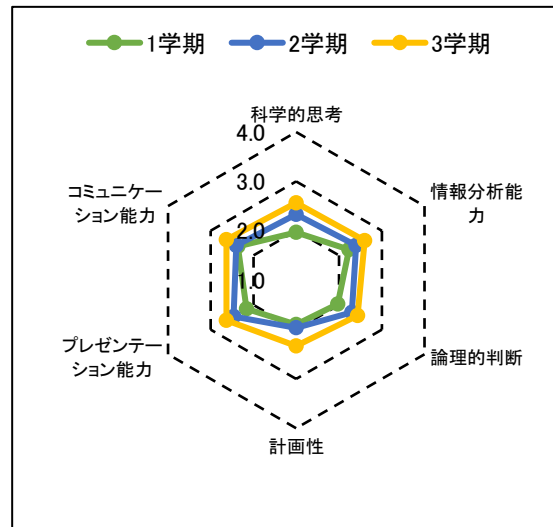 1学期 2学期 3学期
科学的思考
4.0
3.0
2.0
1.0
情報分析能
力
論理的判断
計画性
プレゼンテー
ション能力
コミュニケー
ション能力